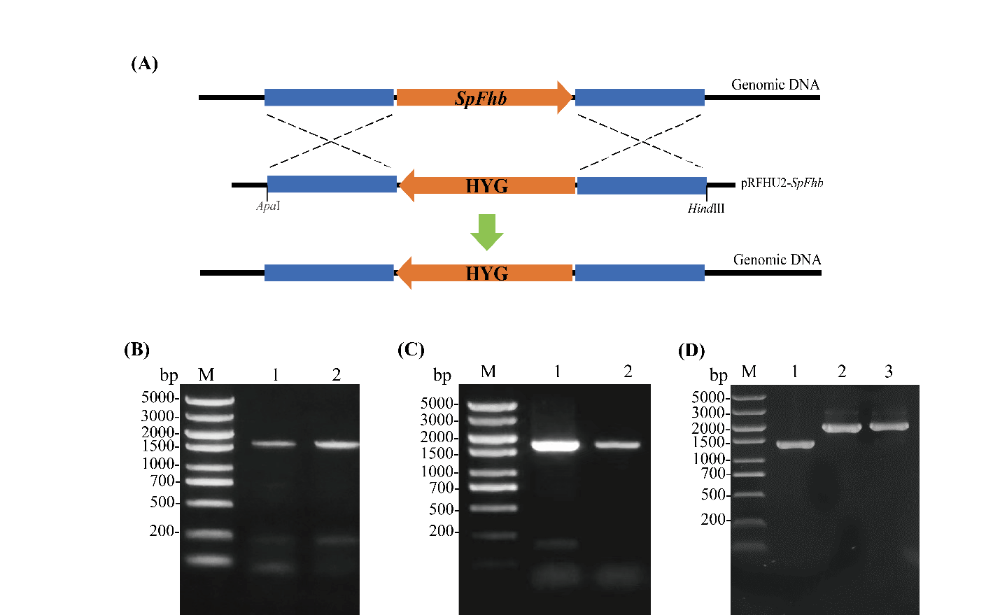 (A)
Genomic DNA
SpFhb
HYG
pRFHU2-SpFhb
ApaI
HindIII
Genomic DNA
HYG
(B)
bp M 1 2
5000-
3000-
2000-
1500-
1000-
700-
500-
200-
(C)
bp M 1 2
5000-
3000-
2000-
1500-
1000-
700-
500-
200-
(D)
bp M 1 2 3
5000-
3000-
2000-
1500-
1000-
700-
500-
200-